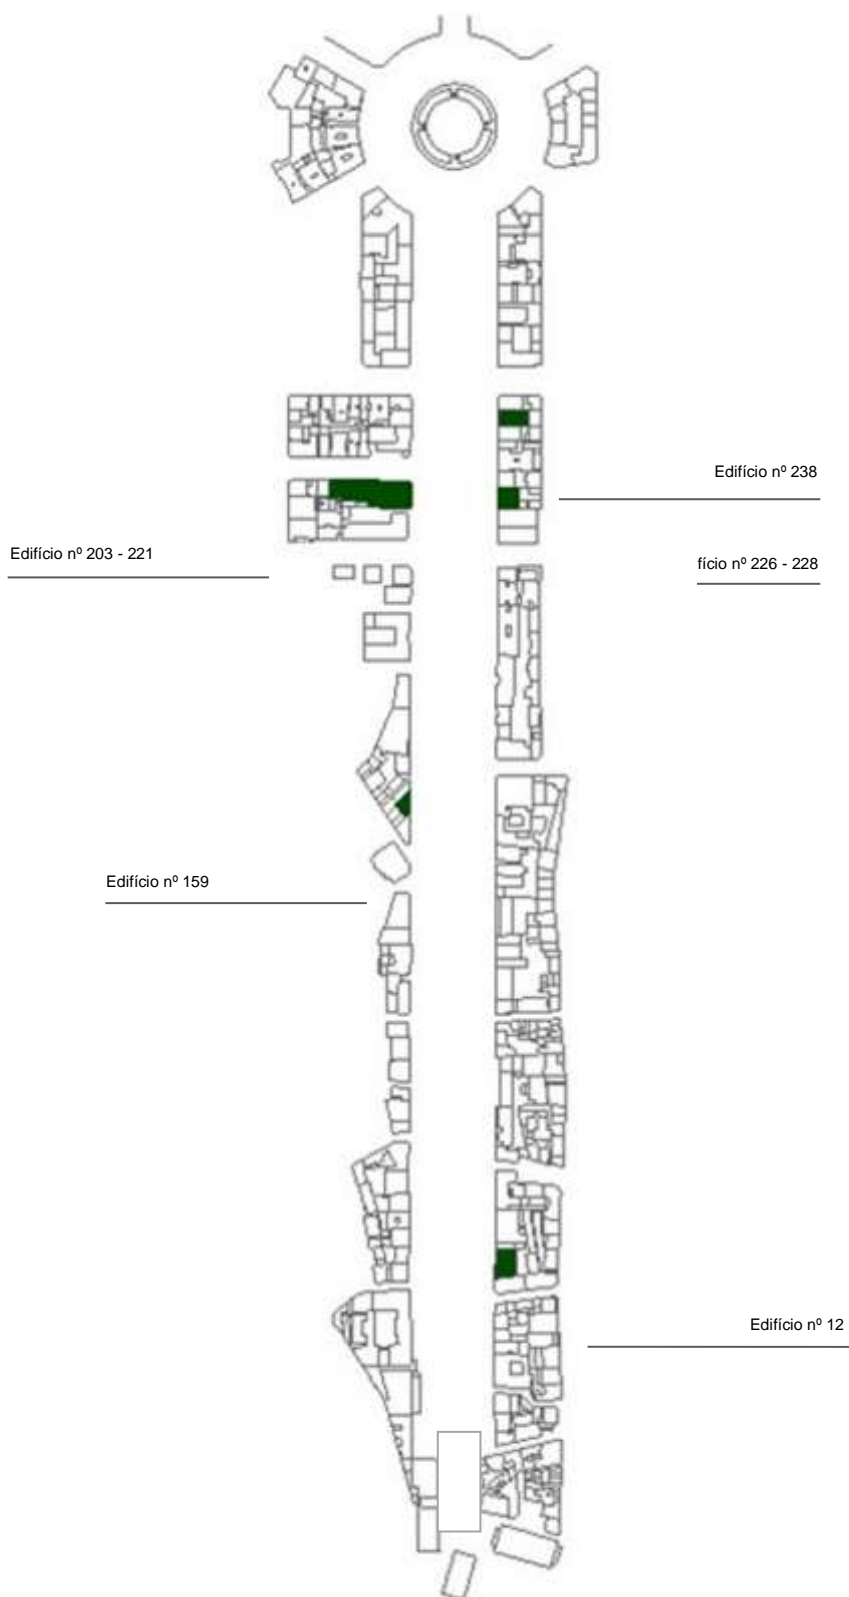 Edifício nº 238
Edifício nº 203 - 221
fício nº 226 - 228
Edifício nº 159
Edifício nº 12